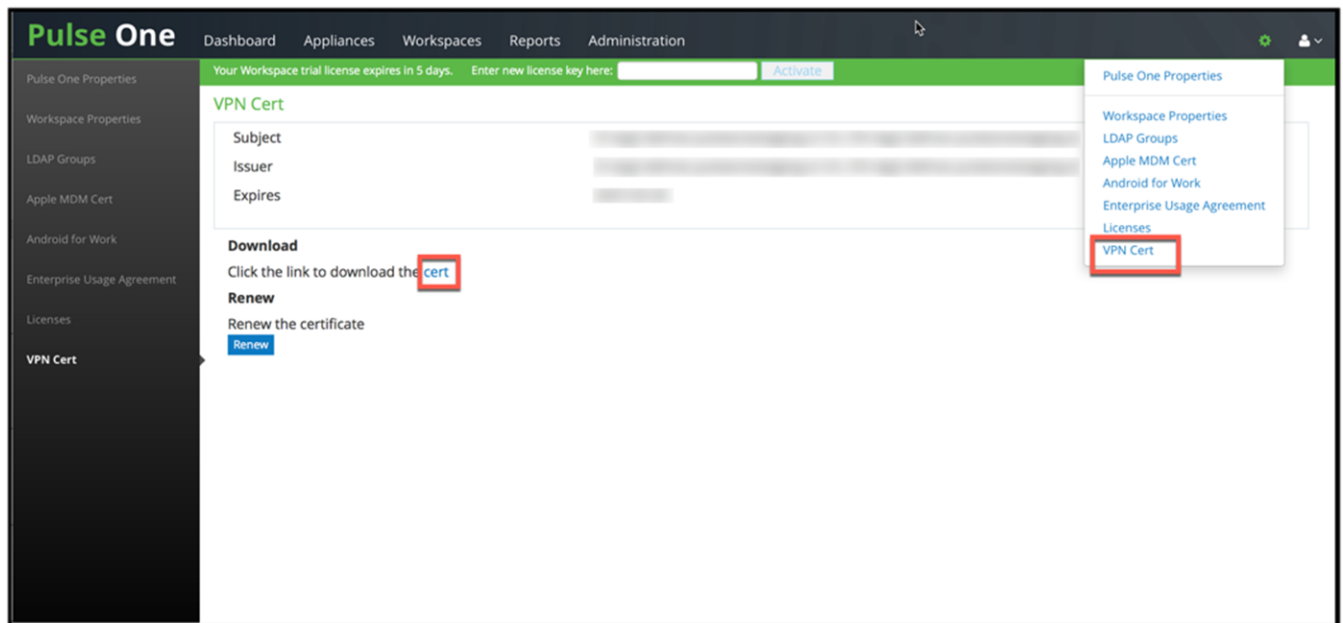 Pulse One
Dashboard Appliances Workspaces Reports Administration
Pulse One Properties
Workspace Properties
LDAP Groups
Apple MDM Cert
Android for Work
Enterprise Usage Agreement
Licenses
VPN Cert
Your Workspace trial license expires in 5 days. Enter new license key here: Activate
VPN Cert
Subject
Issuer
Expires
Download
Click the link to download the cert
Renew
Renew the certificate
Renew
Pulse One Properties
Workspace Properties
LDAP Groups
Apple MDM Cert
Android for Work
Enterprise Usage Agreement
Licenses
VPN Cert